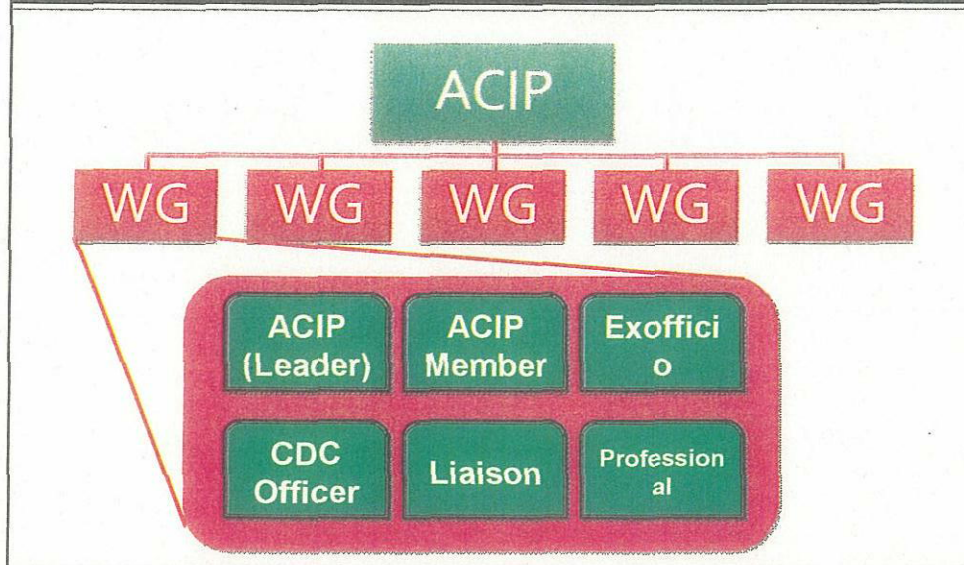 ACIP
WG WG WG WG WG
ACIP
(Leader)
ACIP
Member
Exoffici
o
CDC
Officer
Liaison
Profession
al